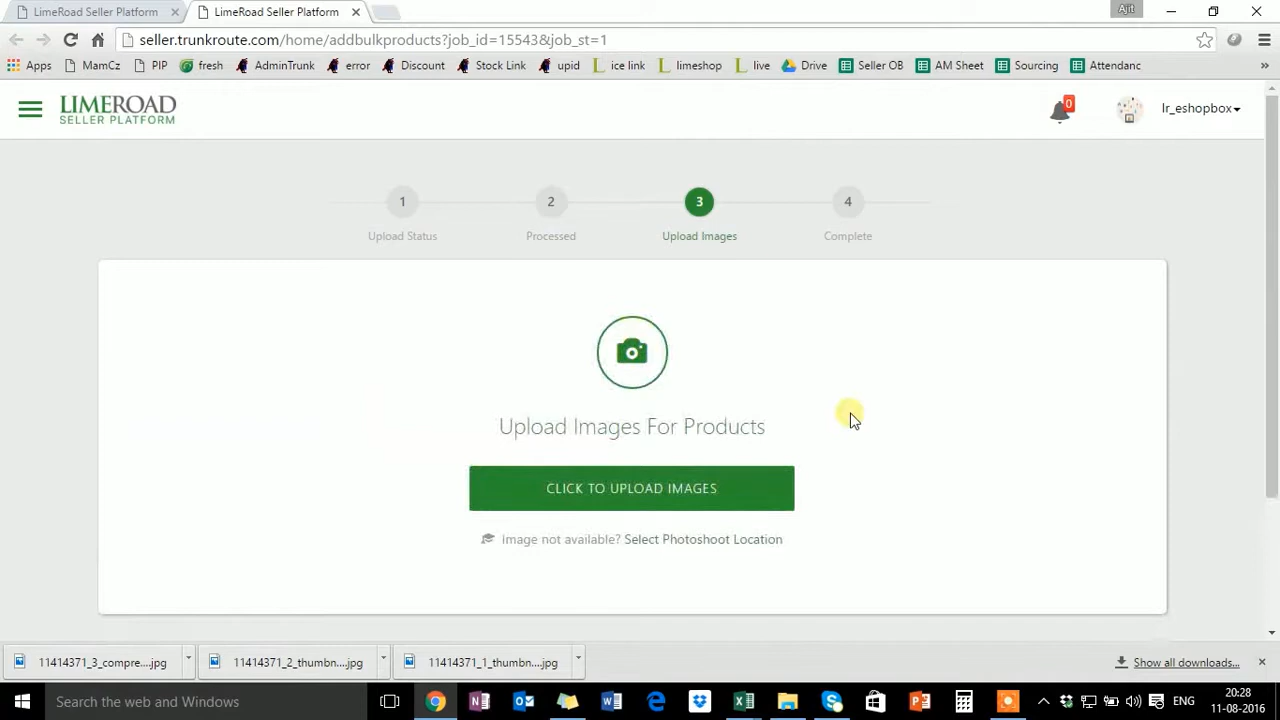 LimeRoad Seller Platform
LimeRoad Seller Platform
Ajit
seller.trunkroute.com/home/addbulkproducts?job_id=15543&job_st=1
Apps MamCz PIP fresh AdminTrunk error Discount Stock Link upid ice link limeshop live Drive Seller OB AM Sheet Sourcing Attendanc »
LIMEROAD
SELLER PLATFORM
0
lr_eshopbox
1 2 3 4
Upload Status Processed Upload Images Complete
Upload Images For Products
CLICK TO UPLOAD IMAGES
Image not available? Select Photoshoot Location
11414371_3_compre....jpg 11414371_2_thumbn....jpg 11414371_1_thumbn....jpg Show all downloads...
Search the web and Windows
ENG
20:28
11-08-2016